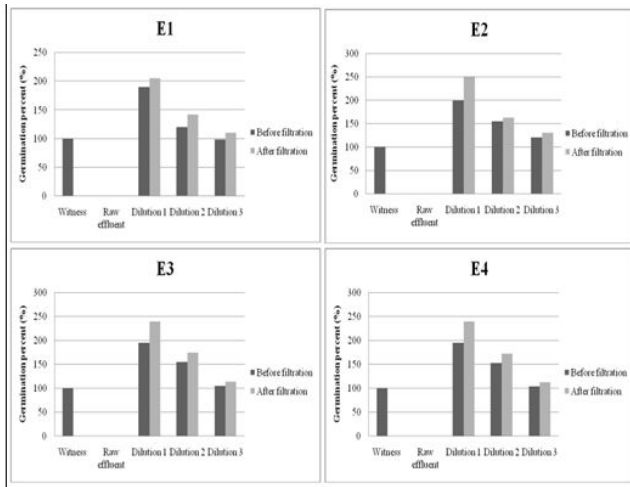 E1
Germination percent (%)
250
200
150
100
50
0
Witness
Raw effluent
Dilution 1
Dilution 2
Dilution 3
Before filtration
After filtration
E2
Germination percent (%)
300
250
200
150
100
50
0
Witness
Raw effluent
Dilution 1
Dilution 2
Dilution 3
Before filtration
After filtration
E3
Germination percent (%)
300
250
200
150
100
50
0
Witness
Raw effluent
Dilution 1
Dilution 2
Dilution 3
Before filtration
After filtration
E4
Germination percent (%)
300
250
200
150
100
50
0
Witness
Raw effluent
Dilution 1
Dilution 2
Dilution 3
Before filtration
After filtration